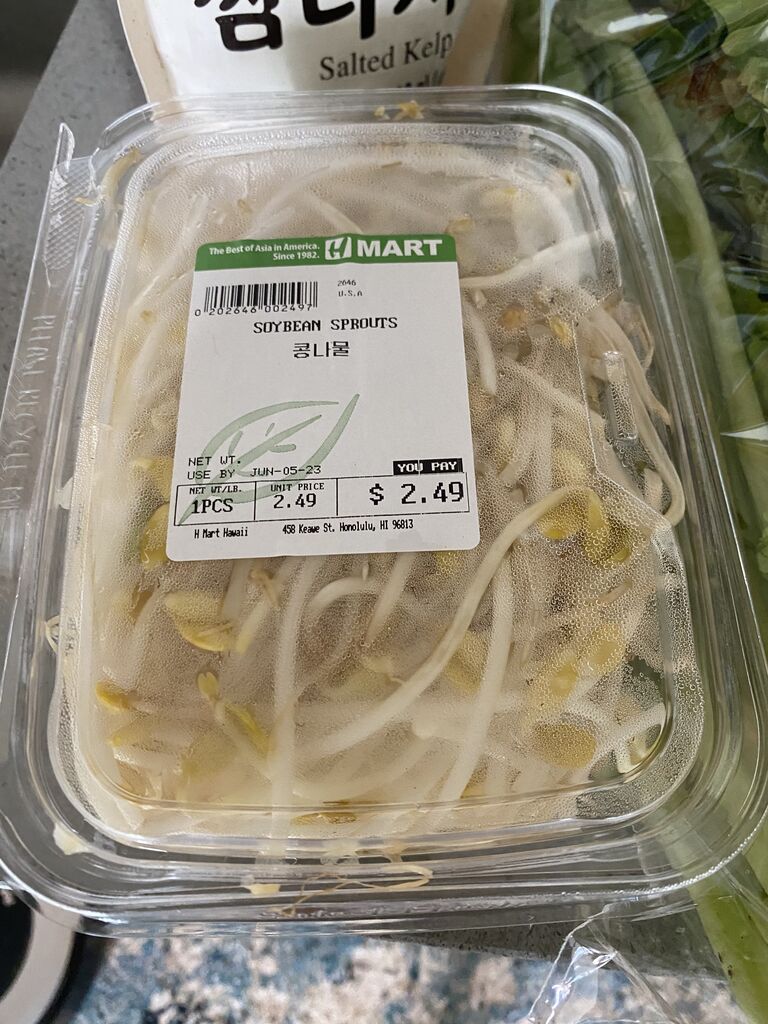 Salted Kelp
The Best of Asia in America.
Since 1982.
H MART
2646
U.S.A
0 202646 002497
SOYBEAN SPROUTS
콩나물
NET WT.
USE BY JUN-05-23
YOU PAY
NET WT/LB.
UNIT PRICE
1PCS
2.49
$ 2.49
H Mart Hawaii
458 Keawe St. Honolulu, HI 96813